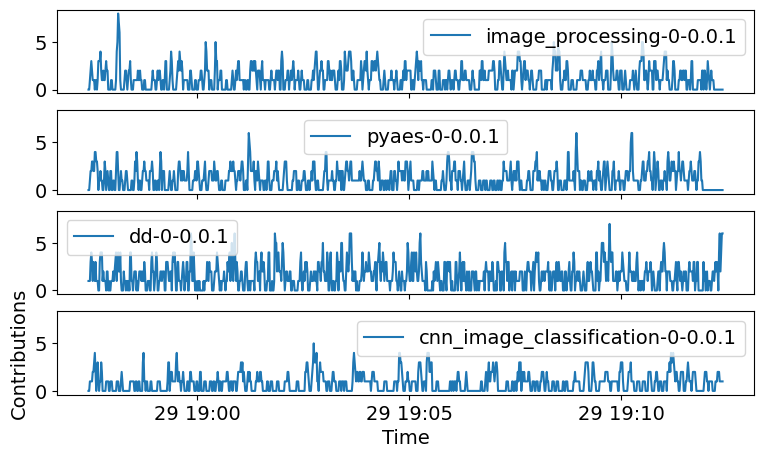 5
0
image_processing-0-0.0.1
5
0
pyaes-0-0.0.1
5
0
dd-0-0.0.1
5
0
cnn_image_classification-0-0.0.1
Contributions
29 19:00
29 19:05
29 19:10
Time